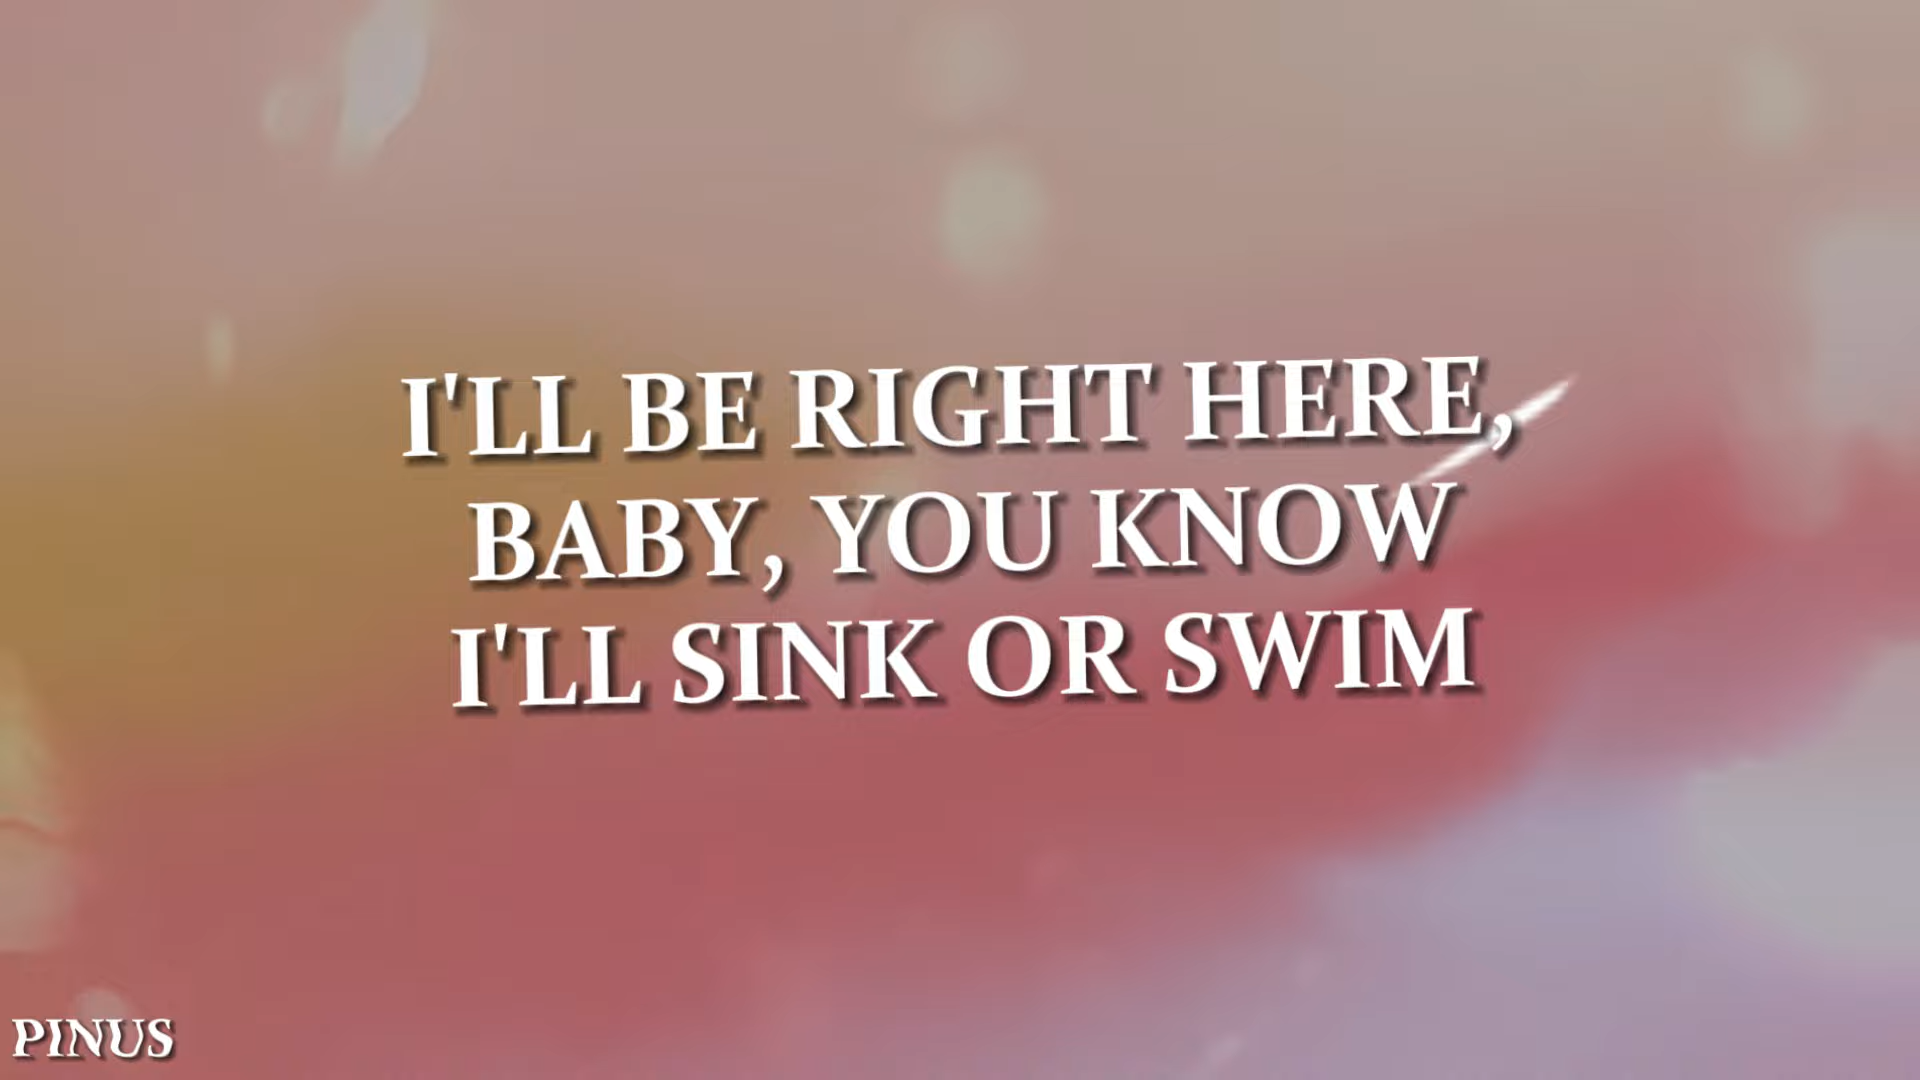 I'LL BE RIGHT HERE,
BABY, YOU KNOW
I'LL SINK OR SWIM
PINUS